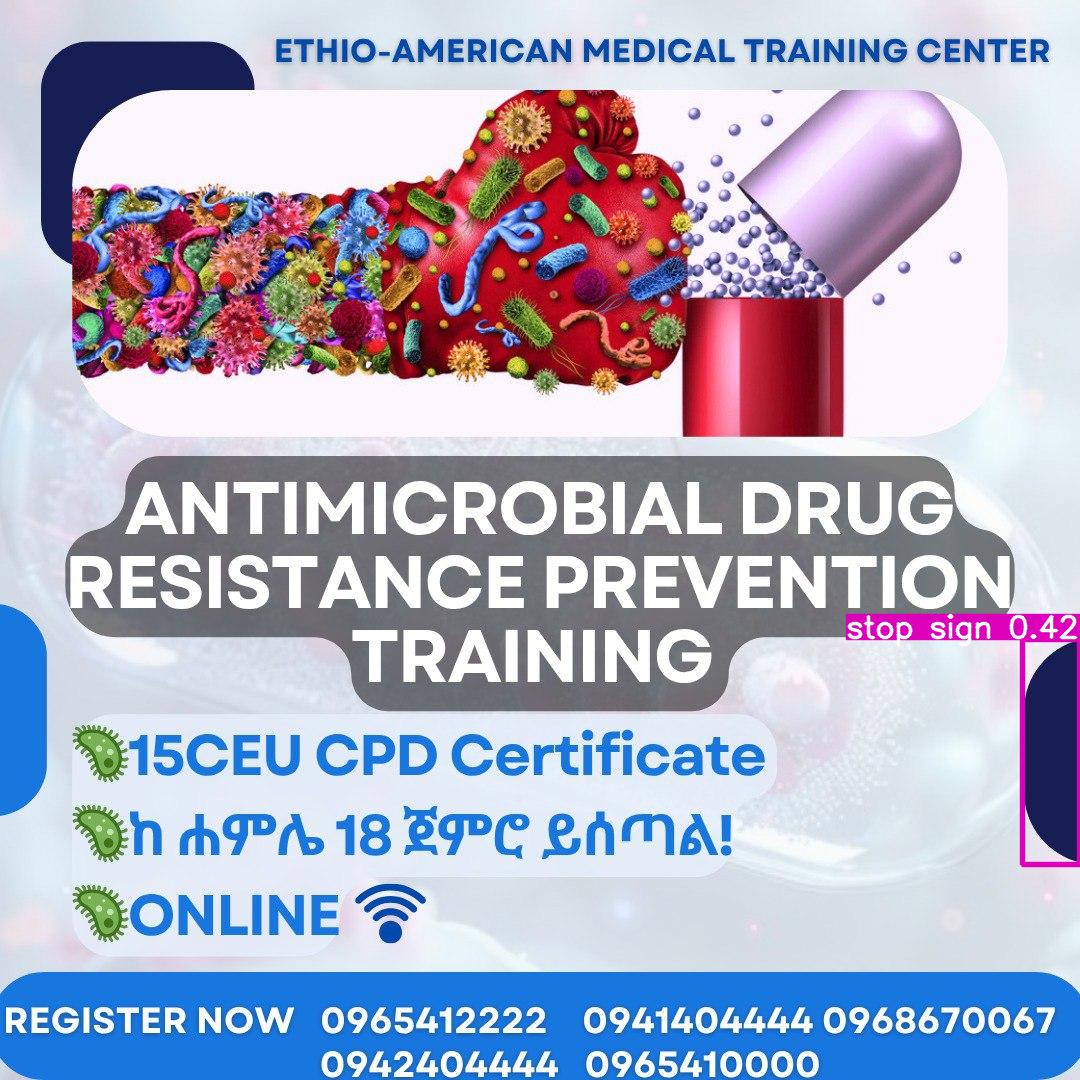 ETHIO-AMERICAN MEDICAL TRAINING CENTER
ANTIMICROBIAL DRUG
RESISTANCE PREVENTION
TRAINING
stop sign 0.42
15CEU CPD Certificate
ከ ሐምሌ 18 ጀምሮ ይሰጣል!
ONLINE
REGISTER NOW 0965412222 0941404444 0968670067
0942404444 0965410000